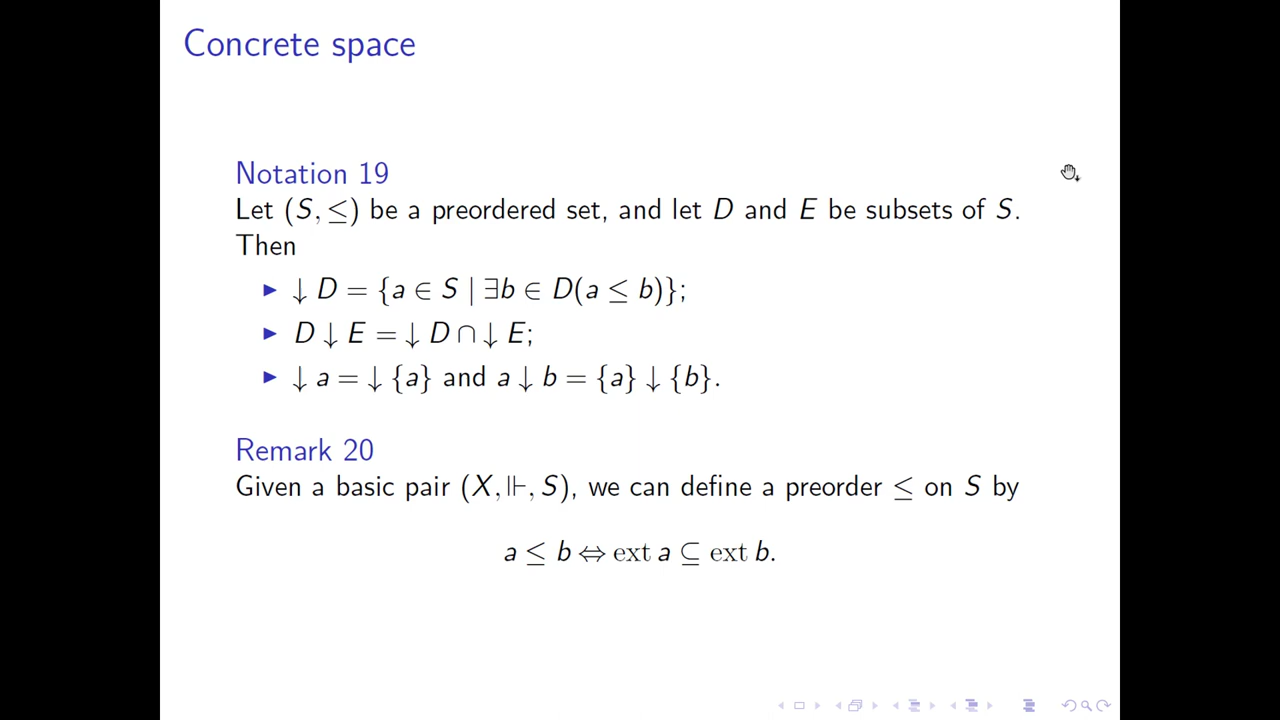 Concrete space
Notation 19
Let (S, ≤) be a preordered set, and let D and E be subsets of S.
Then
▶ ↓ D = {a ∈ S | ∃b ∈ D(a ≤ b)};
▶ D ↓ E = ↓ D ∩ ↓ E;
▶ ↓ a = ↓ {a} and a ↓ b = {a} ↓ {b}.
Remark 20
Given a basic pair (X, ⊩, S), we can define a preorder ≤ on S by
a ≤ b ⇔ ext a ⊆ ext b.